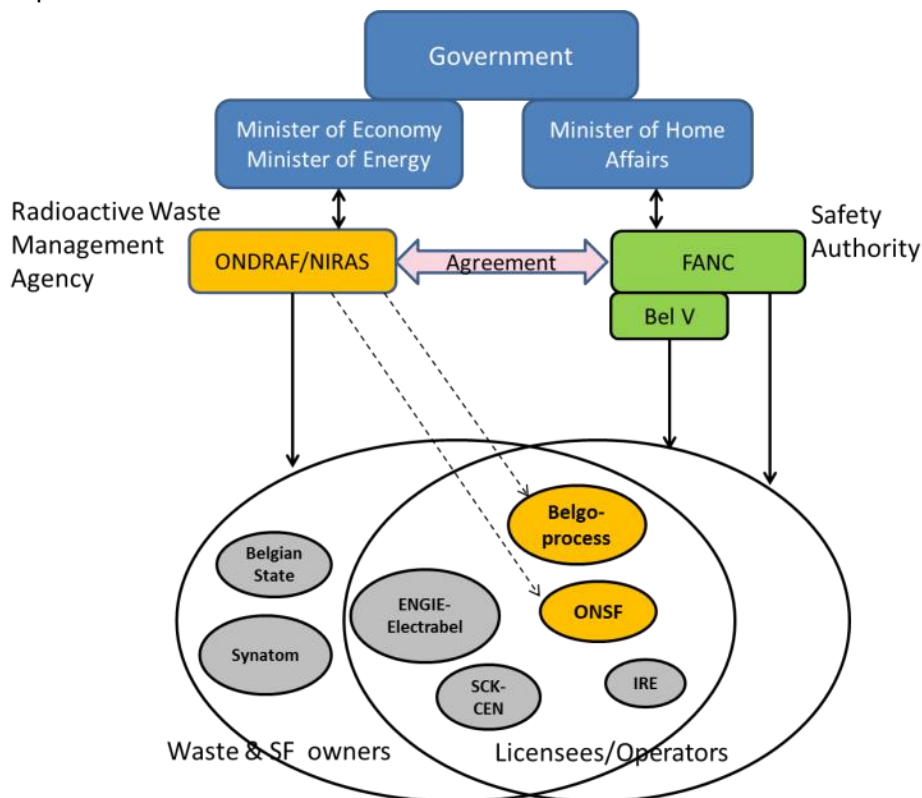 Government
Minister of Economy
Minister of Energy
Minister of Home
Affairs
Radioactive Waste
Management
Agency
ONDRAF/NIRAS
Agreement
FANC
Safety
Authority
Bel V
Belgo-
process
Belgian
State
ENGIE-
Electrabel
ONSF
Synatom
SCK-
CEN
IRE
Waste & SF owners
Licensees/Operators